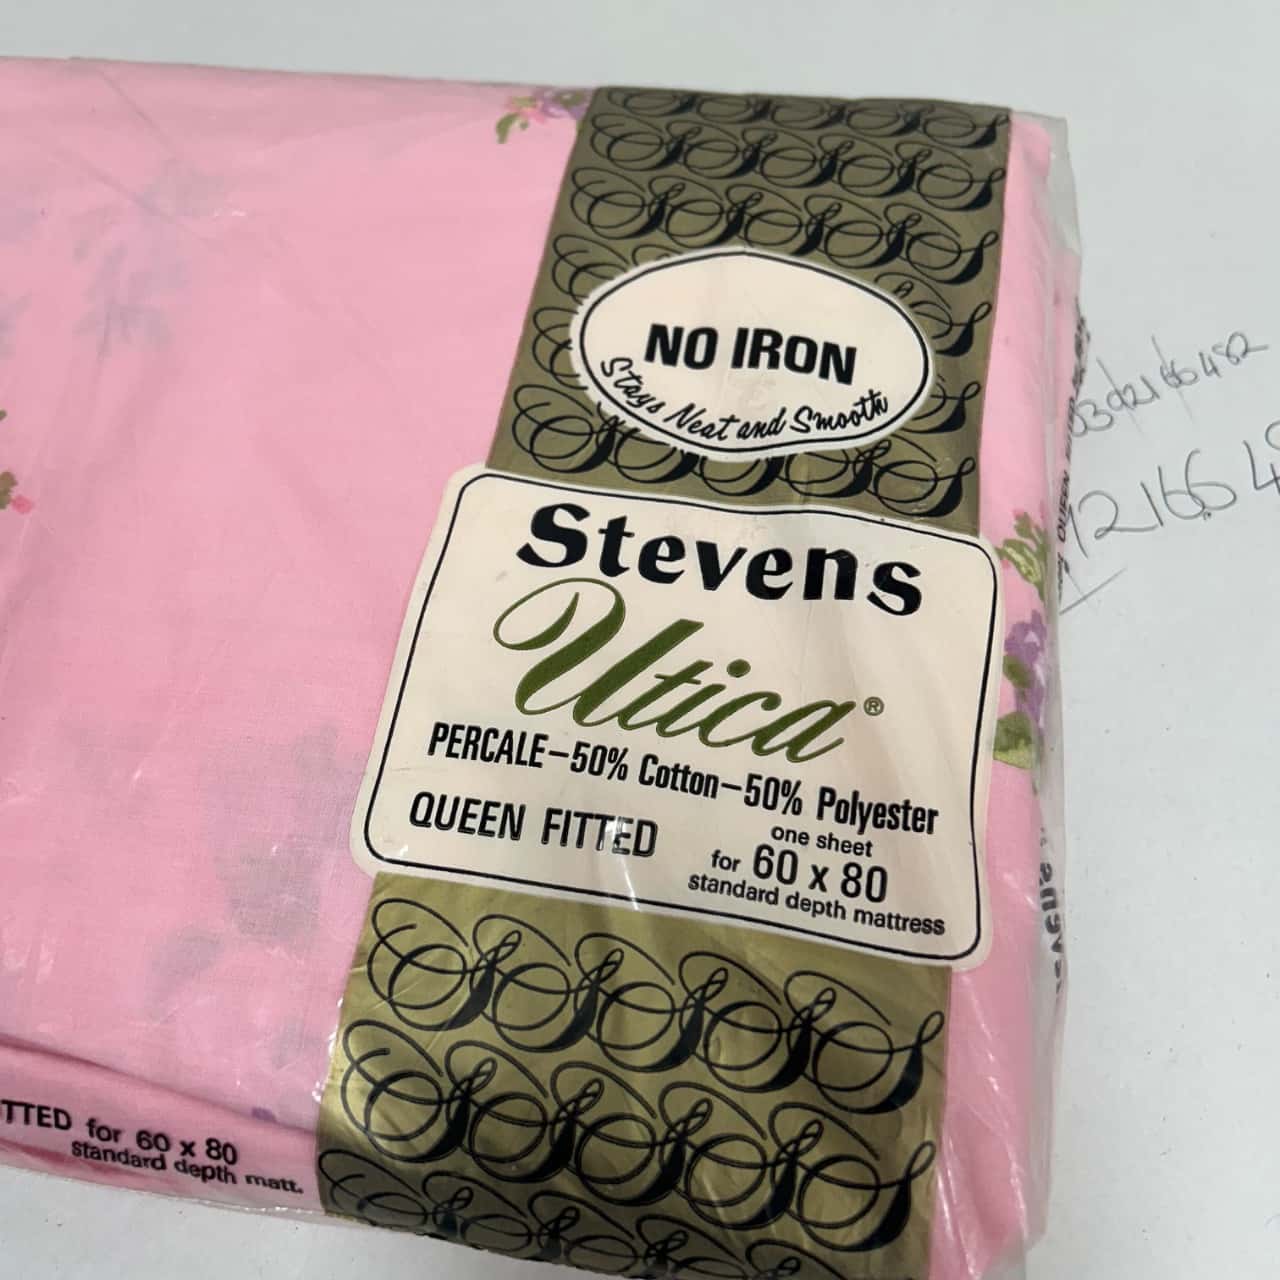 NO IRON
Stays Neat and Smooth
Stevens
Utica®
PERCALE–50% Cotton–50% Polyester
QUEEN FITTED
one sheet
for 60 x 80
standard depth mattress
TTED for 60 x 80
standard depth matt.
QUEEN